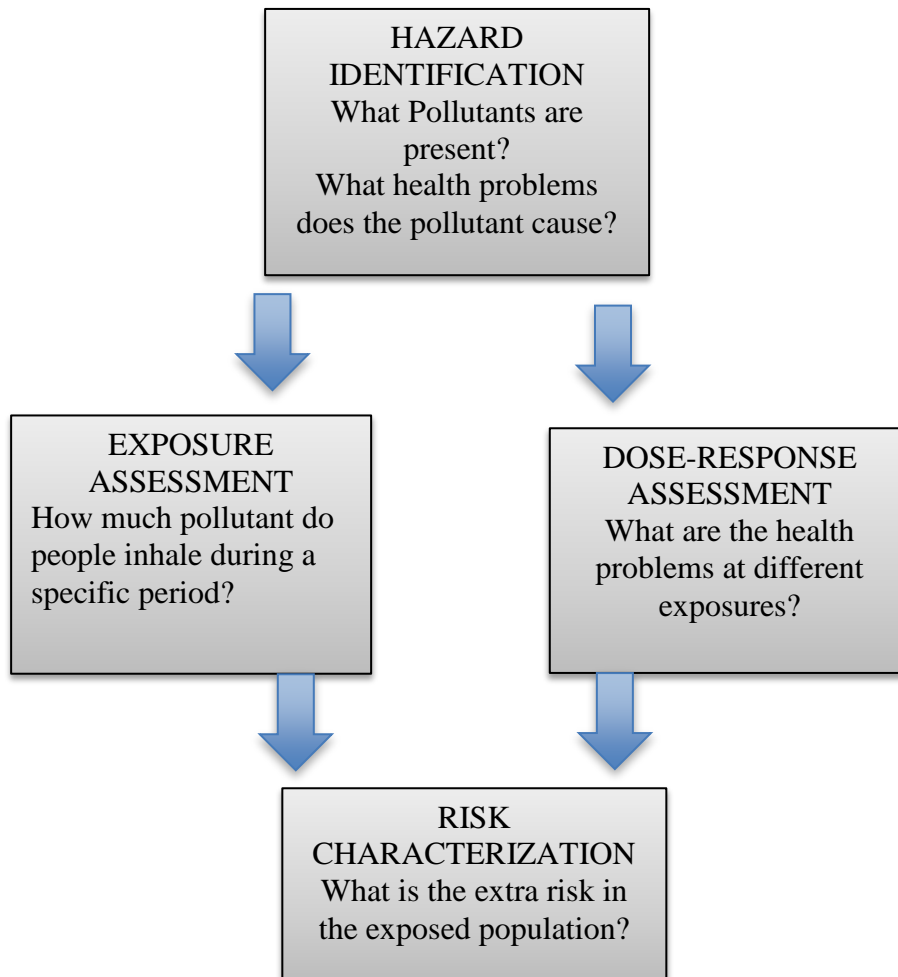 HAZARD
IDENTIFICATION
What Pollutants are
present?
What health problems
does the pollutant cause?
EXPOSURE
ASSESSMENT
How much pollutant do
people inhale during a
specific period?
DOSE-RESPONSE
ASSESSMENT
What are the health
problems at different
exposures?
RISK
CHARACTERIZATION
What is the extra risk in
the exposed population?